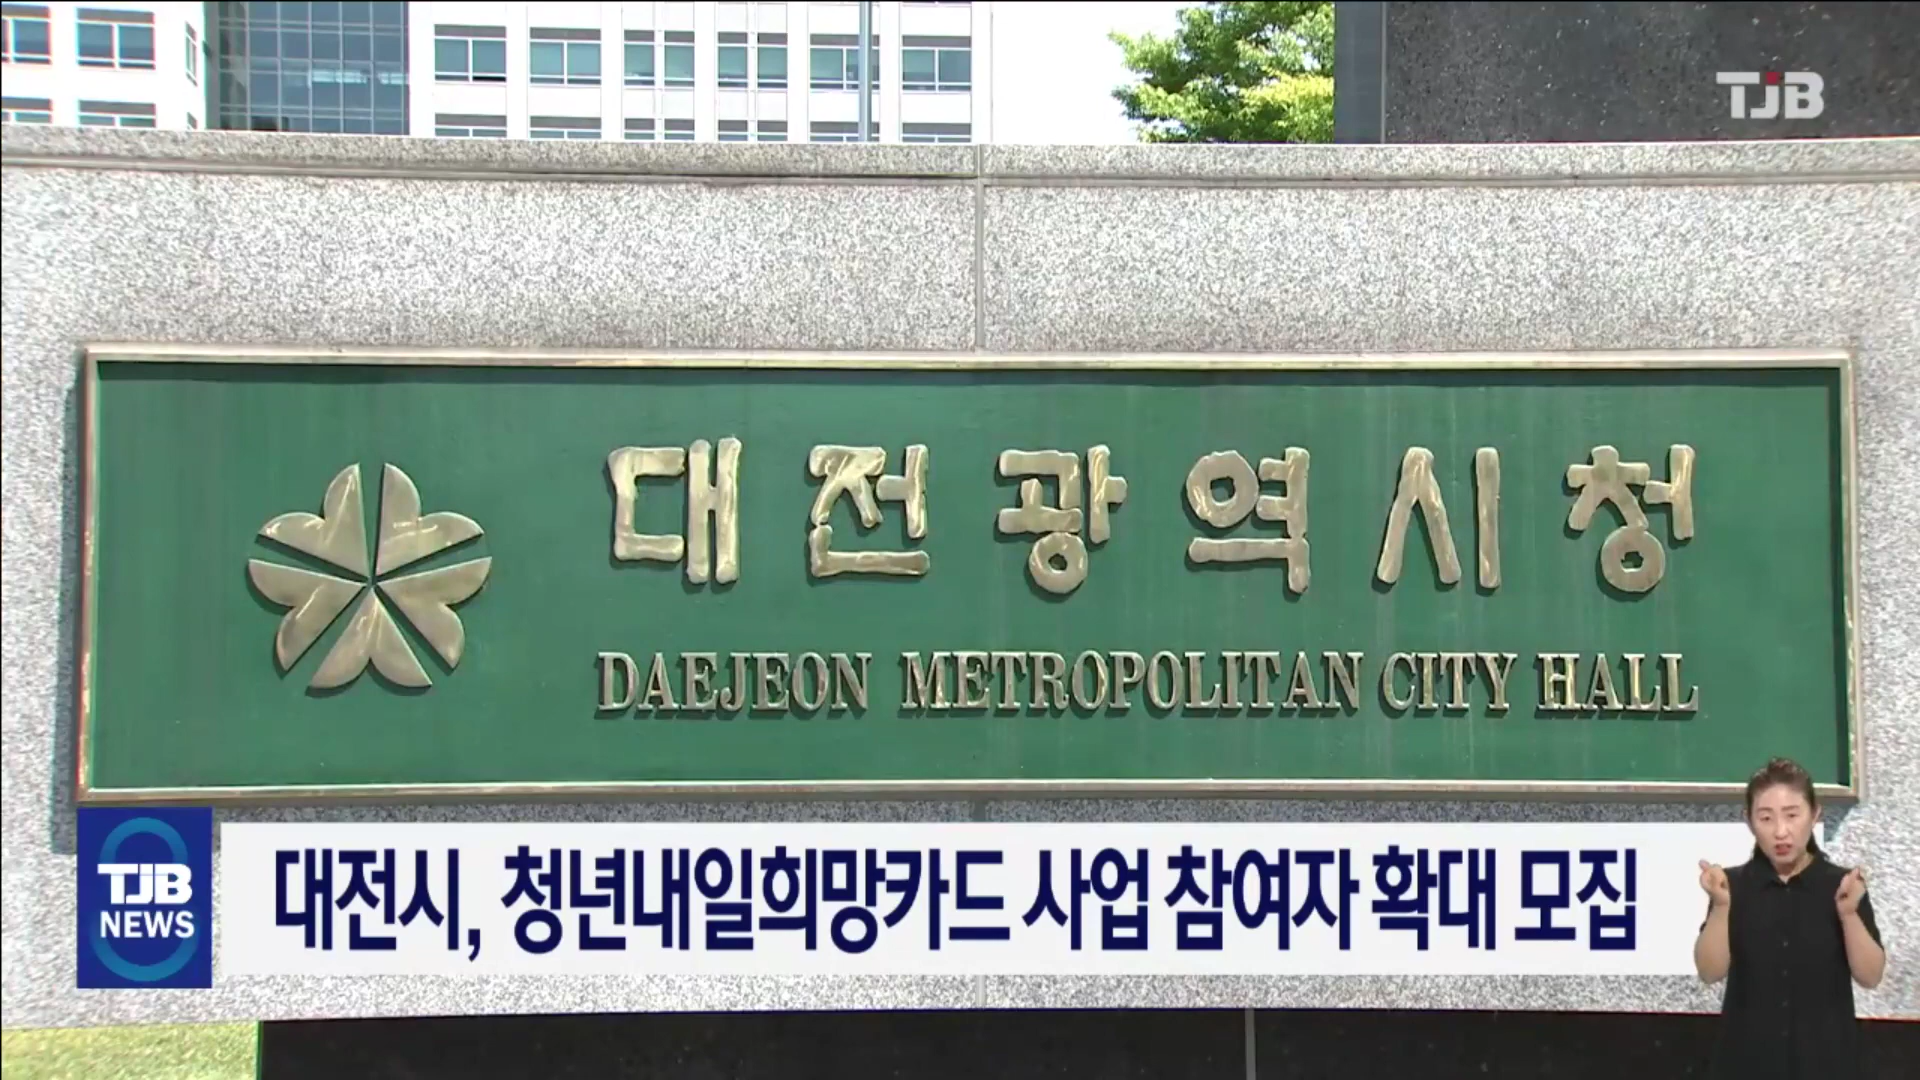 TJB
대전광역시청
DAEJEON METROPOLITAN CITY HALL
TJB
NEWS
대전시, 청년내일희망카드 사업 참여자 확대 모집